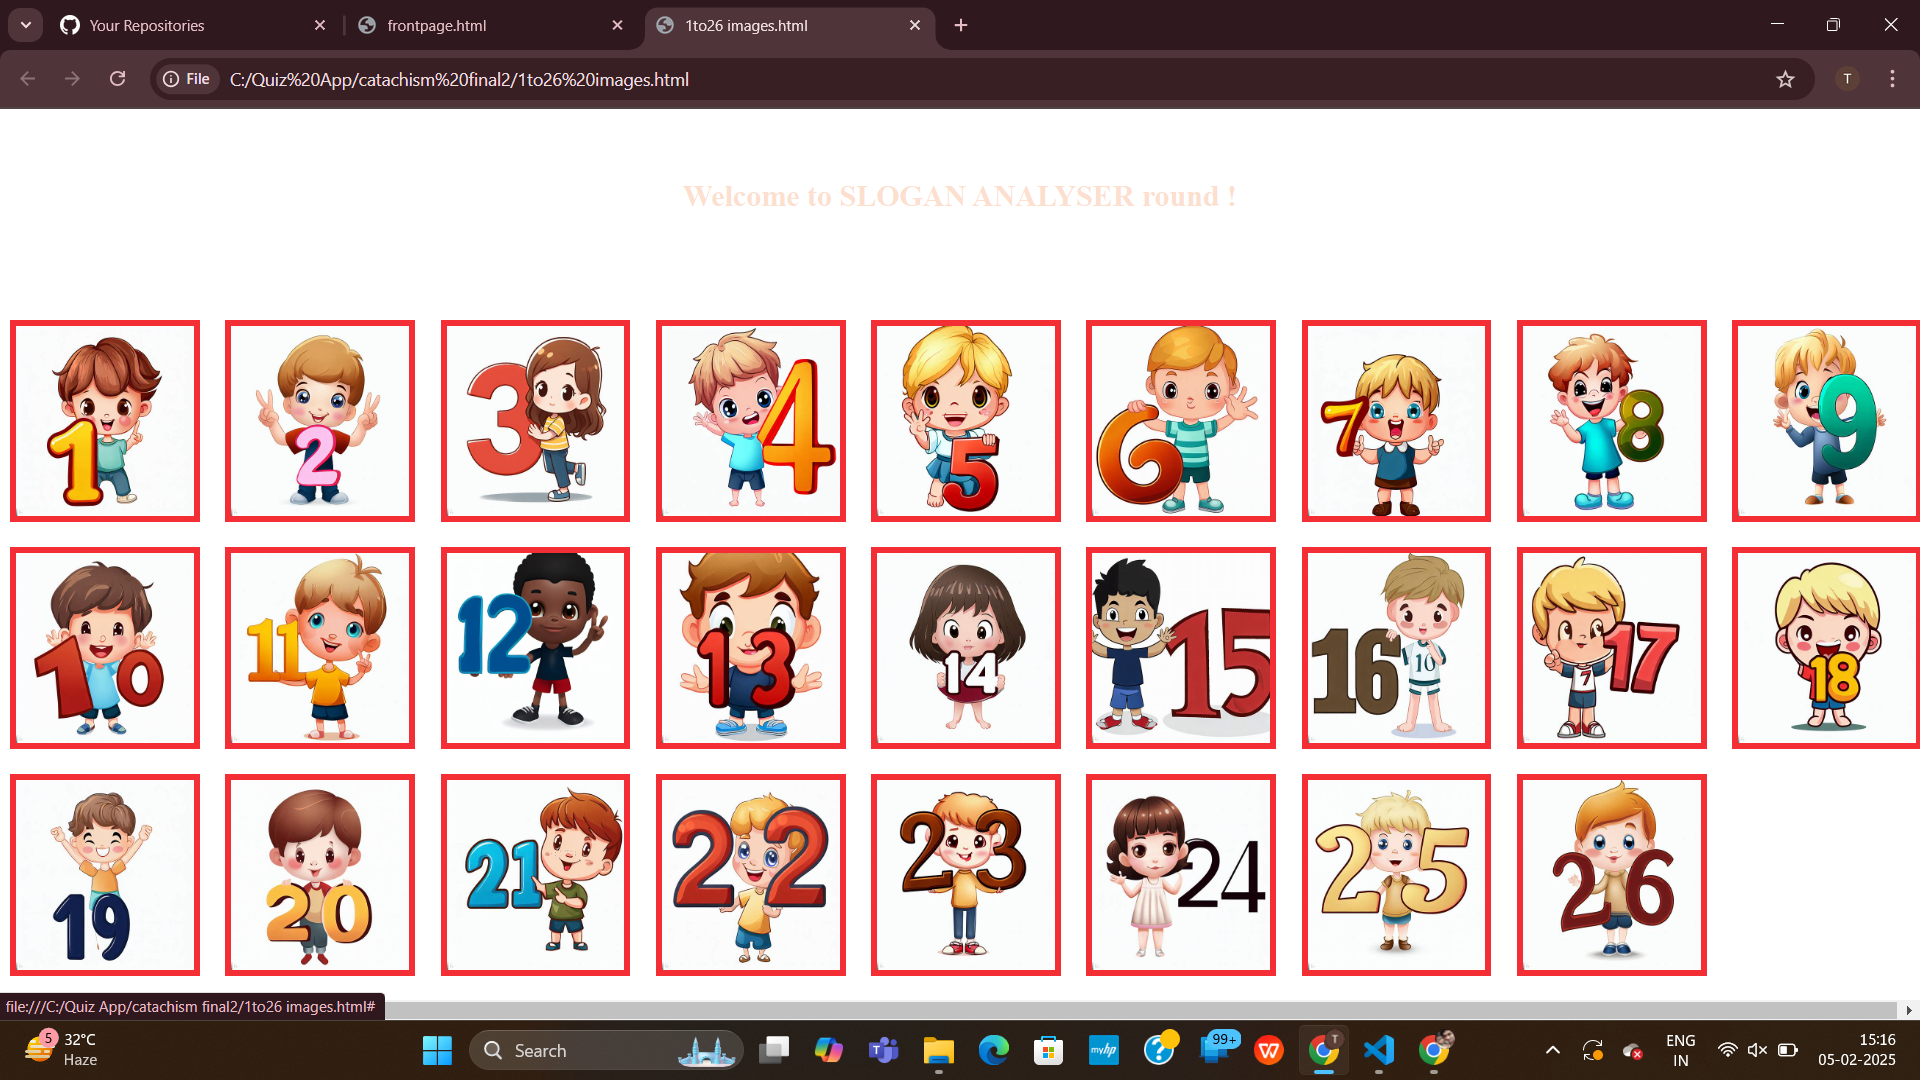 Your Repositories
frontpage.html
1to26 images.html
File
C:/Quiz%20App/catachism%20final2/1to26%20images.html
T
Welcome to SLOGAN ANALYSER round !
1 2 3 4 5 6 7 8 9
10 11 12 13 14 15 16 10 7 17 18
19 20 21 22 23 24 25 26
file:///C:/Quiz App/catachism final2/1to26 images.html#
5
32°C
Haze
Search
T
myhp
?
99+
W
T
ENG
IN
15:16
05-02-2025